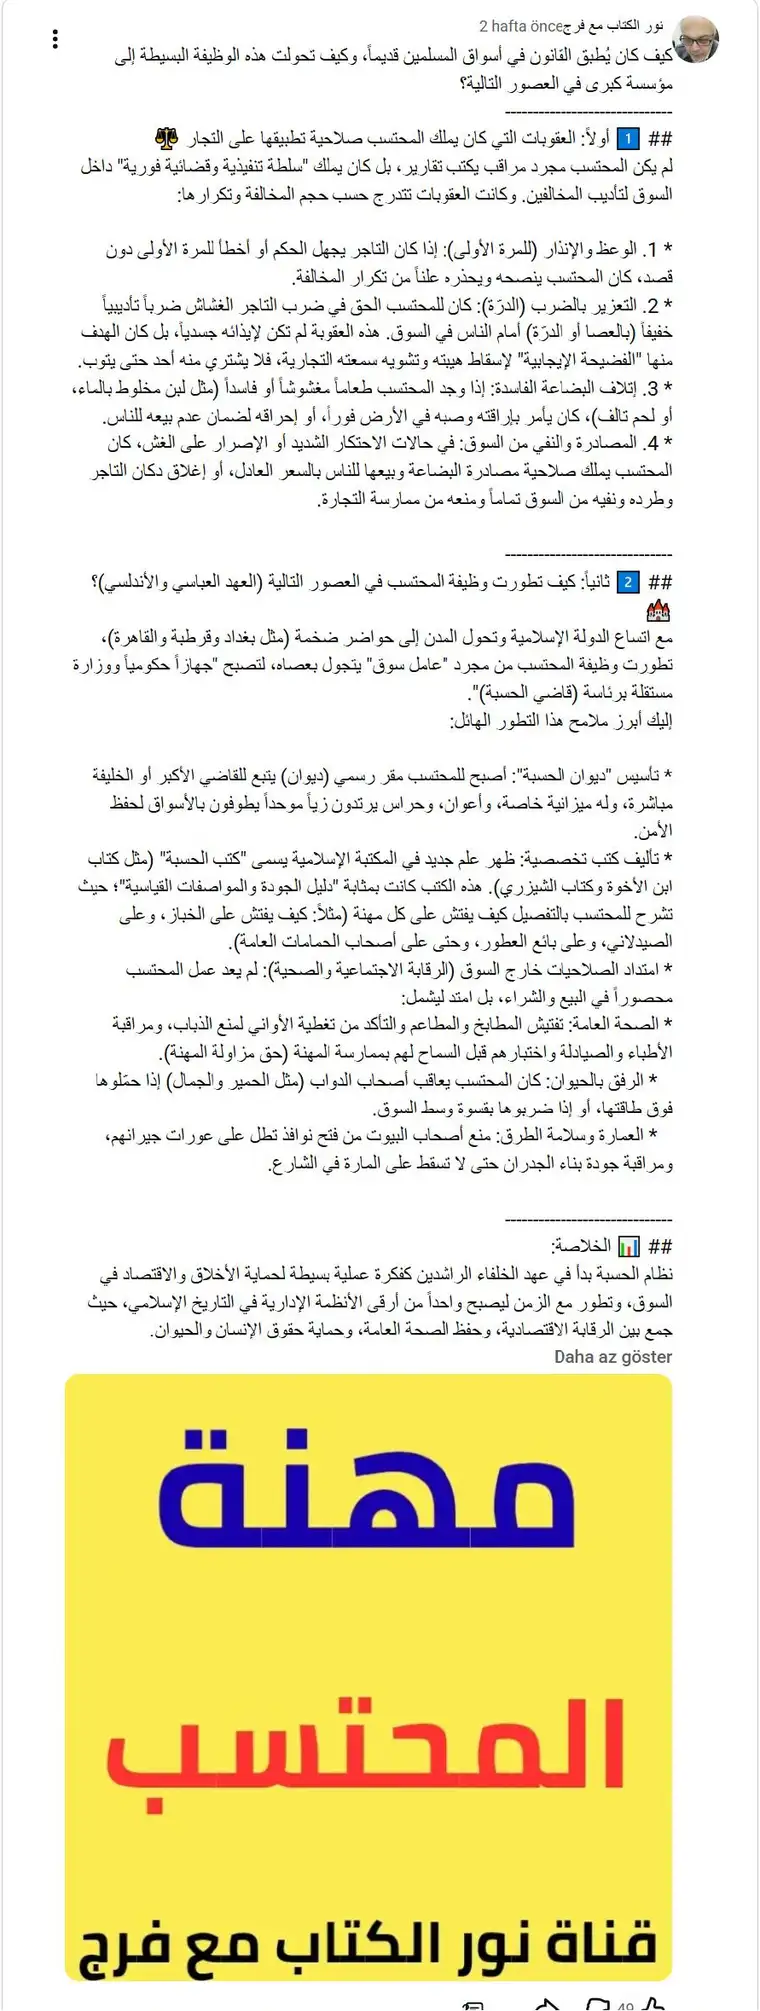 نور الكتاب مع فرج 2 hafta önce
كيف كان يُطبق القانون في أسواق المسلمين قديماً، وكيف تحولت هذه الوظيفة البسيطة إلى
مؤسسة كبرى في العصور التالية؟
------------------------------
## 1️⃣ أولاً: العقوبات التي كان يملك المحتسب صلاحية تطبيقها على التجار ⚖️
لم يكن المحتسب مجرد مراقب يكتب تقارير، بل كان يملك "سلطة تنفيذية وقضائية فورية" داخل
السوق لتأديب المخالفين. وكانت العقوبات تتدرج حسب حجم المخالفة وتكرارها:
* 1. الوعظ والإنذار (للمرة الأولى): إذا كان التاجر يجهل الحكم أو أخطأ للمرة الأولى دون
قصد، كان المحتسب ينصحه ويحذره علناً من تكرار المخالفة.
* 2. التعزير بالضرب (الدرّة): كان للمحتسب الحق في ضرب التاجر الغشاش ضرباً تأديبياً
خفيفاً (بالعصا أو الدرّة) أمام الناس في السوق. هذه العقوبة لم تكن لإيذائه جسدياً، بل كان الهدف
منها "الفضيحة الإيجابية" لإسقاط هيبته وتشويه سمعته التجارية، فلا يشتري منه أحد حتى يتوب.
* 3. إتلاف البضاعة الفاسدة: إذا وجد المحتسب طعاماً مغشوشاً أو فاسداً (مثل لبن مخلوط بالماء،
أو لحم تالف)، كان يأمر بإراقته وصبه في الأرض فوراً، أو إحراقه لضمان عدم بيعه للناس.
* 4. المصادرة والنفي من السوق: في حالات الاحتكار الشديد أو الإصرار على الغش، كان
المحتسب يملك صلاحية مصادرة البضاعة وبيعها للناس بالسعر العادل، أو إغلاق دكان التاجر
وطرده ونفيه من السوق تماماً ومنعه من ممارسة التجارة.
------------------------------
## 2️⃣ ثانياً: كيف تطورت وظيفة المحتسب في العصور التالية (العهد العباسي والأندلسي)؟
🏰
مع اتساع الدولة الإسلامية وتحول المدن إلى حواضر ضخمة (مثل بغداد وقرطبة والقاهرة)،
تطورت وظيفة المحتسب من مجرد "عامل سوق" يتجول بعصاه، لتصبح "جهازاً حكومياً ووزارة
مستقلة برئاسة (قاضي الحسبة)".
إليك أبرز ملامح هذا التطور الهائل:
* تأسيس "ديوان الحسبة": أصبح للمحتسب مقر رسمي (ديوان) يتبع للقاضي الأكبر أو الخليفة
مباشرة، وله ميزانية خاصة، وأعوان، وحراس يرتدون زياً موحداً يطوفون بالأسواق لحفظ
الأمن.
* تأليف كتب تخصصية: ظهر علم جديد في المكتبة الإسلامية يسمى "كتب الحسبة" (مثل كتاب
ابن الأخوة وكتاب الشيزري). هذه الكتب كانت بمثابة "دليل الجودة والمواصفات القياسية"؛ حيث
تشرح للمحتسب بالتفصيل كيف يفتش على كل مهنة (مثلاً: كيف يفتش على الخباز، وعلى
الصيدلاني، وعلى بائع العطور، وحتى على أصحاب الحمامات العامة).
* امتداد الصلاحيات خارج السوق (الرقابة الاجتماعية والصحية): لم يعد عمل المحتسب
محصوراً في البيع والشراء، بل امتد ليشمل:
* الصحة العامة: تفتيش المطابخ والمطاعم والتأكد من تغطية الأواني لمنع الذباب، ومراقبة
الأطباء والصيادلة واختبارهم قبل السماح لهم بممارسة المهنة (حق مزاولة المهنة).
* الرفق بالحيوان: كان المحتسب يعاقب أصحاب الدواب (مثل الحمير والجمال) إذا حمّلوها
فوق طاقتها، أو إذا ضربوها بقسوة وسط السوق.
* العمارة وسلامة الطرق: منع أصحاب البيوت من فتح نوافذ تطل على عورات جيرانهم،
ومراقبة جودة بناء الجدران حتى لا تسقط على المارة في الشارع.
------------------------------
## 📊 الخلاصة:
نظام الحسبة بدأ في عهد الخلفاء الراشدين كفكرة عملية بسيطة لحماية الأخلاق والاقتصاد في
السوق، وتطور مع الزمن ليصبح واحداً من أرقى الأنظمة الإدارية في التاريخ الإسلامي، حيث
جمع بين الرقابة الاقتصادية، وحفظ الصحة العامة، وحماية حقوق الإنسان والحيوان.
Daha az göster
مهنة
المحتسب
قناة نور الكتاب مع فرج